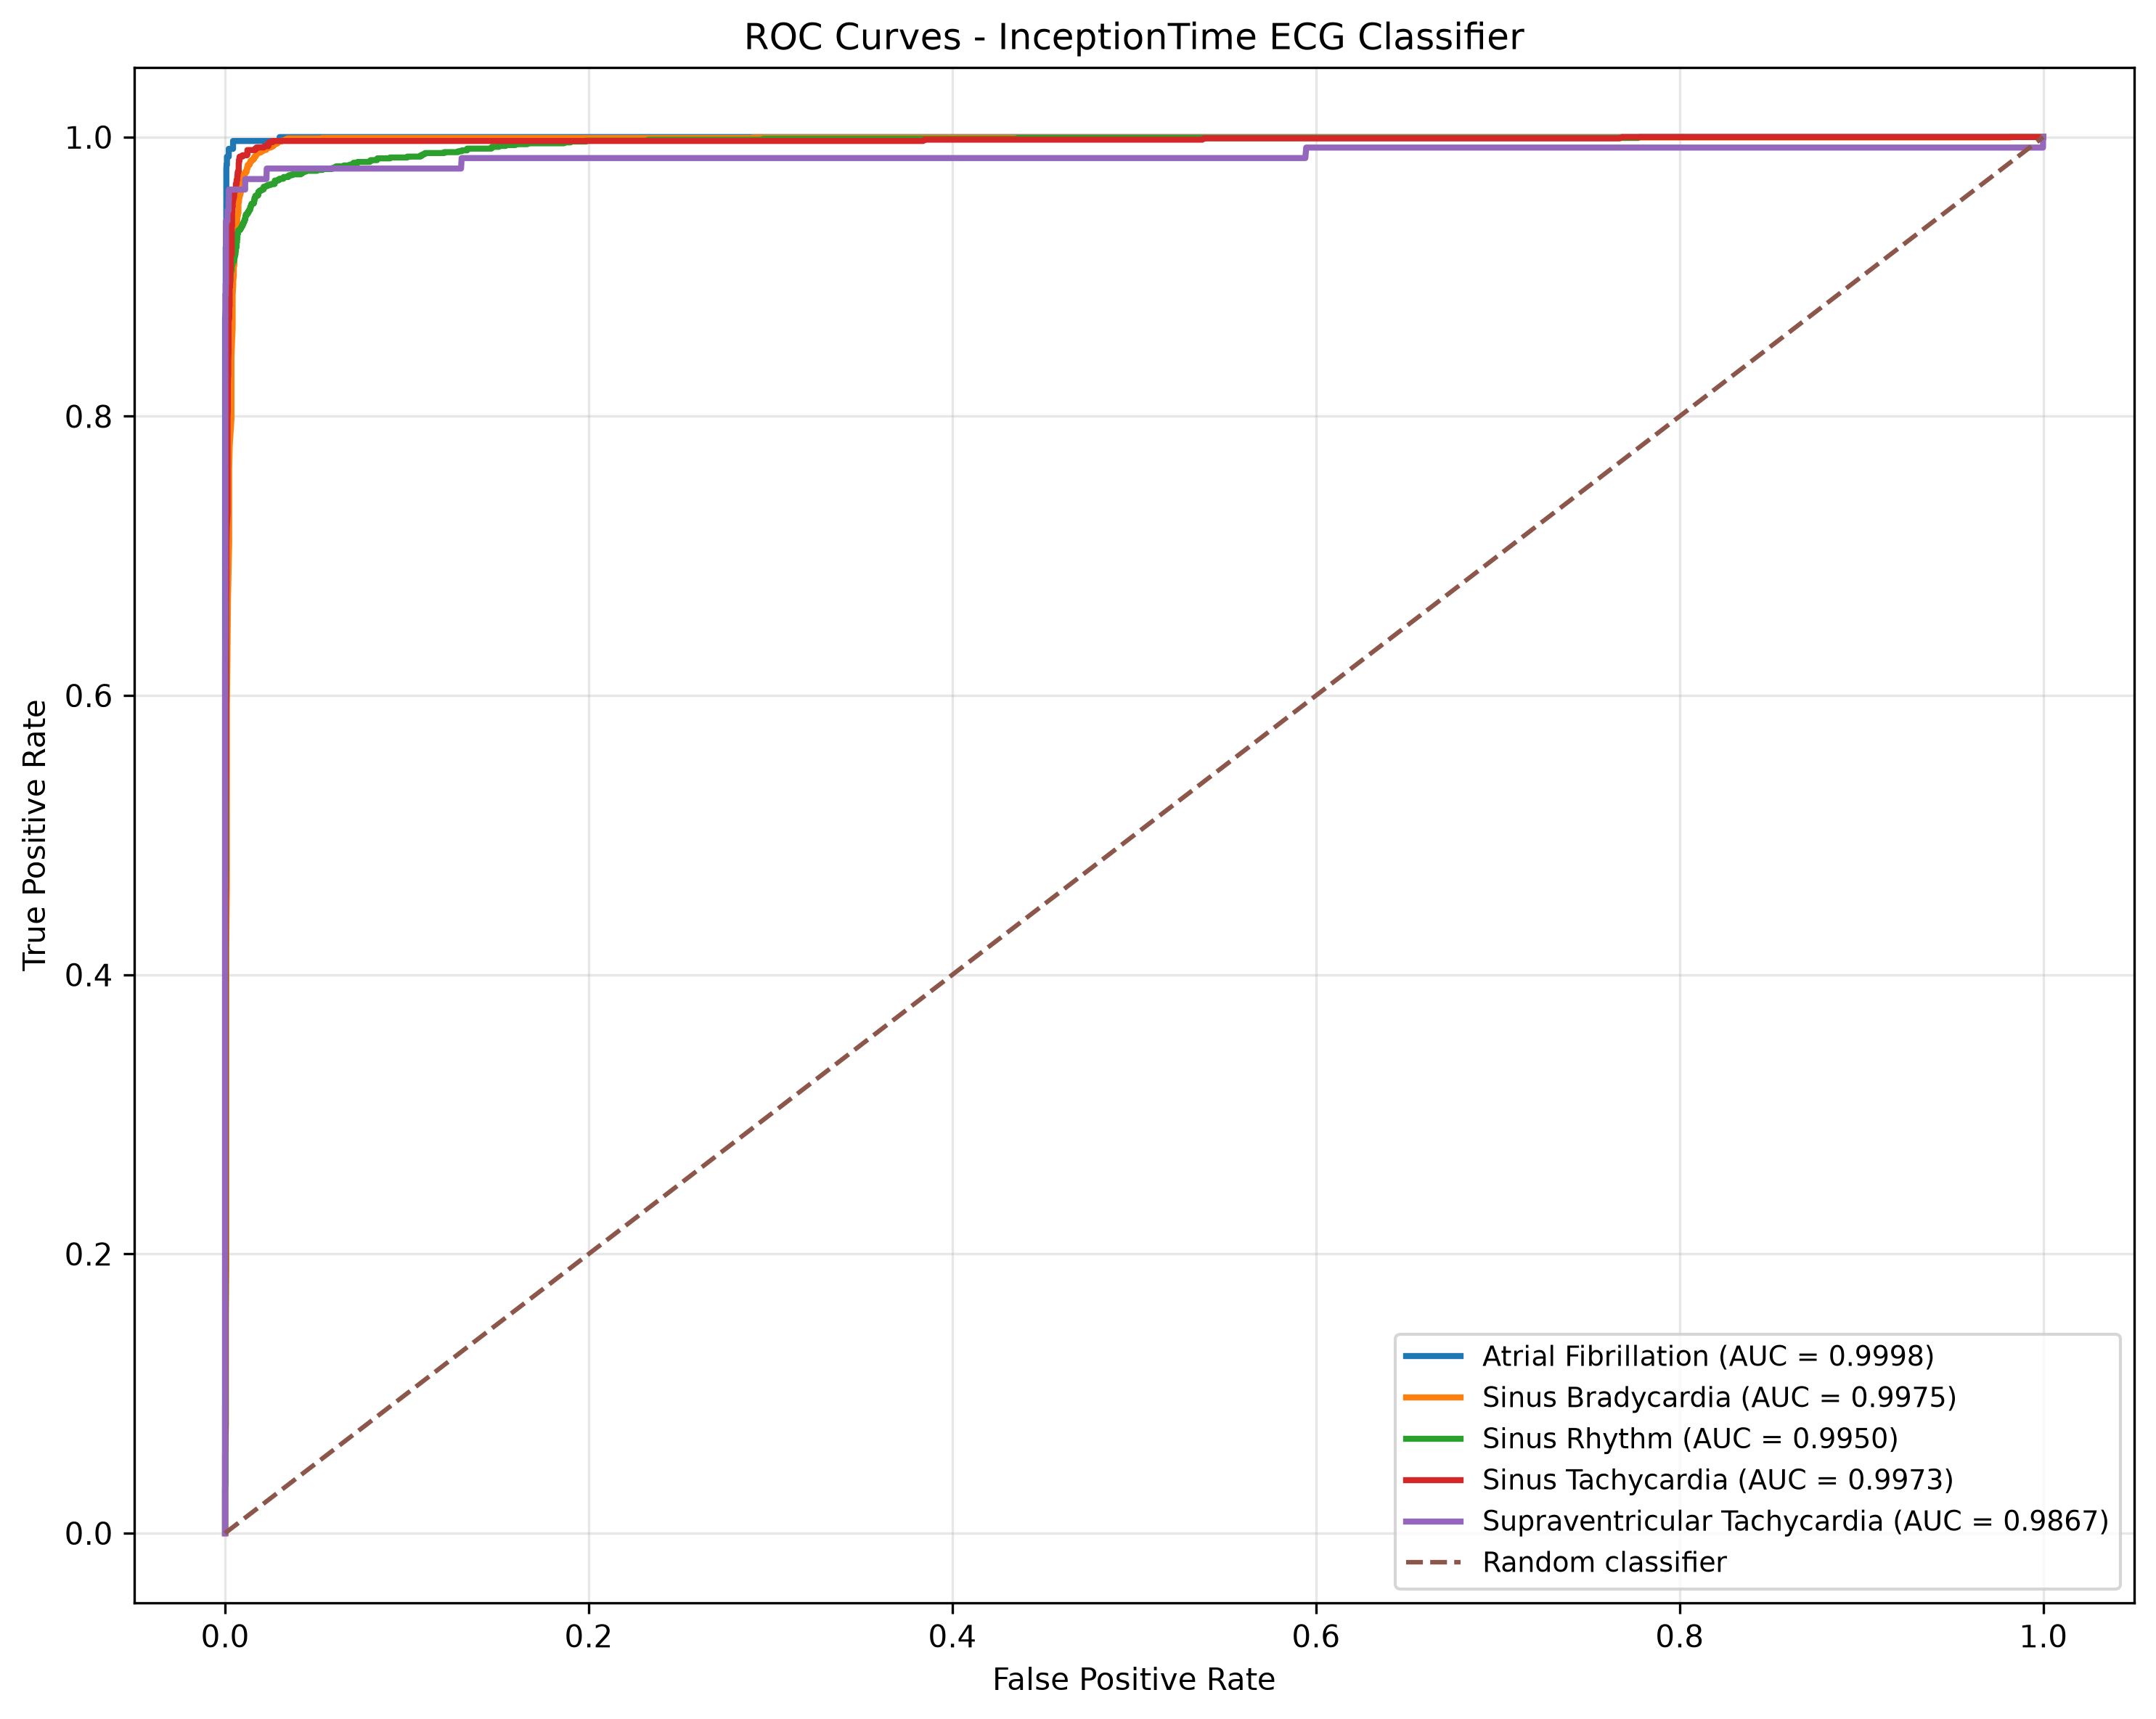 ROC Curves - InceptionTime ECG Classifier
True Positive Rate
1.0
0.8
0.6
0.4
0.2
0.0
0.0 0.2 0.4 0.6 0.8 1.0
False Positive Rate
Atrial Fibrillation (AUC = 0.9998)
Sinus Bradycardia (AUC = 0.9975)
Sinus Rhythm (AUC = 0.9950)
Sinus Tachycardia (AUC = 0.9973)
Supraventricular Tachycardia (AUC = 0.9867)
Random classifier